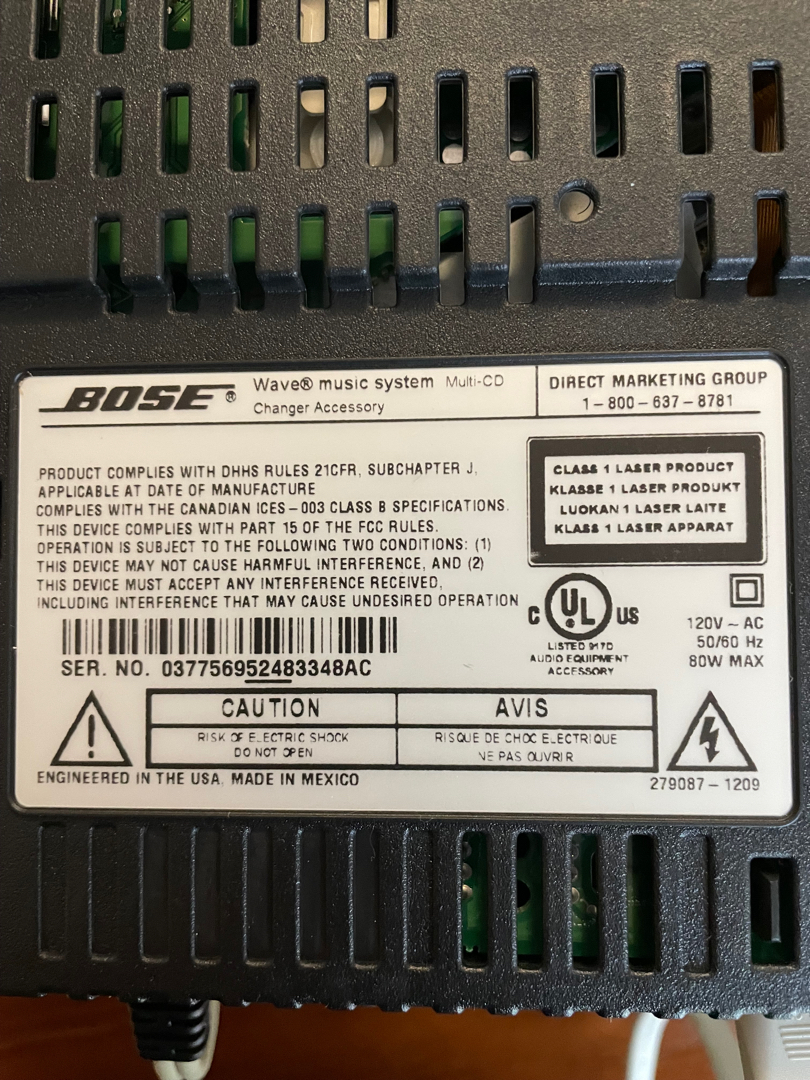 BOSE® Wave® music system Multi-CD
Changer Accessory
DIRECT MARKETING GROUP
1-800-637-8781
PRODUCT COMPLIES WITH DHHS RULES 21CFR, SUBCHAPTER J,
APPLICABLE AT DATE OF MANUFACTURE
COMPLIES WITH THE CANADIAN ICES-003 CLASS B SPECIFICATIONS.
THIS DEVICE COMPLIES WITH PART 15 OF THE FCC RULES.
OPERATION IS SUBJECT TO THE FOLLOWING TWO CONDITIONS: (1)
THIS DEVICE MAY NOT CAUSE HARMFUL INTERFERENCE, AND (2)
THIS DEVICE MUST ACCEPT ANY INTERFERENCE RECEIVED,
INCLUDING INTERFERENCE THAT MAY CAUSE UNDESIRED OPERATION
CLASS 1 LASER PRODUCT
KLASSE 1 LASER PRODUKT
LUOKAN 1 LASER LAITE
KLASS 1 LASER APPARAT
C UL® US
LISTED 917D
AUDIO EQUIPMENT
ACCESSORY
120V ~ AC
50/60 Hz
80W MAX
SER. NO. 037756952483348AC
CAUTION
RISK OF ELECTRIC SHOCK
DO NOT OPEN
AVIS
RISQUE DE CHOC ELECTRIQUE
NE PAS OUVRIR
ENGINEERED IN THE USA. MADE IN MEXICO
279087-1209